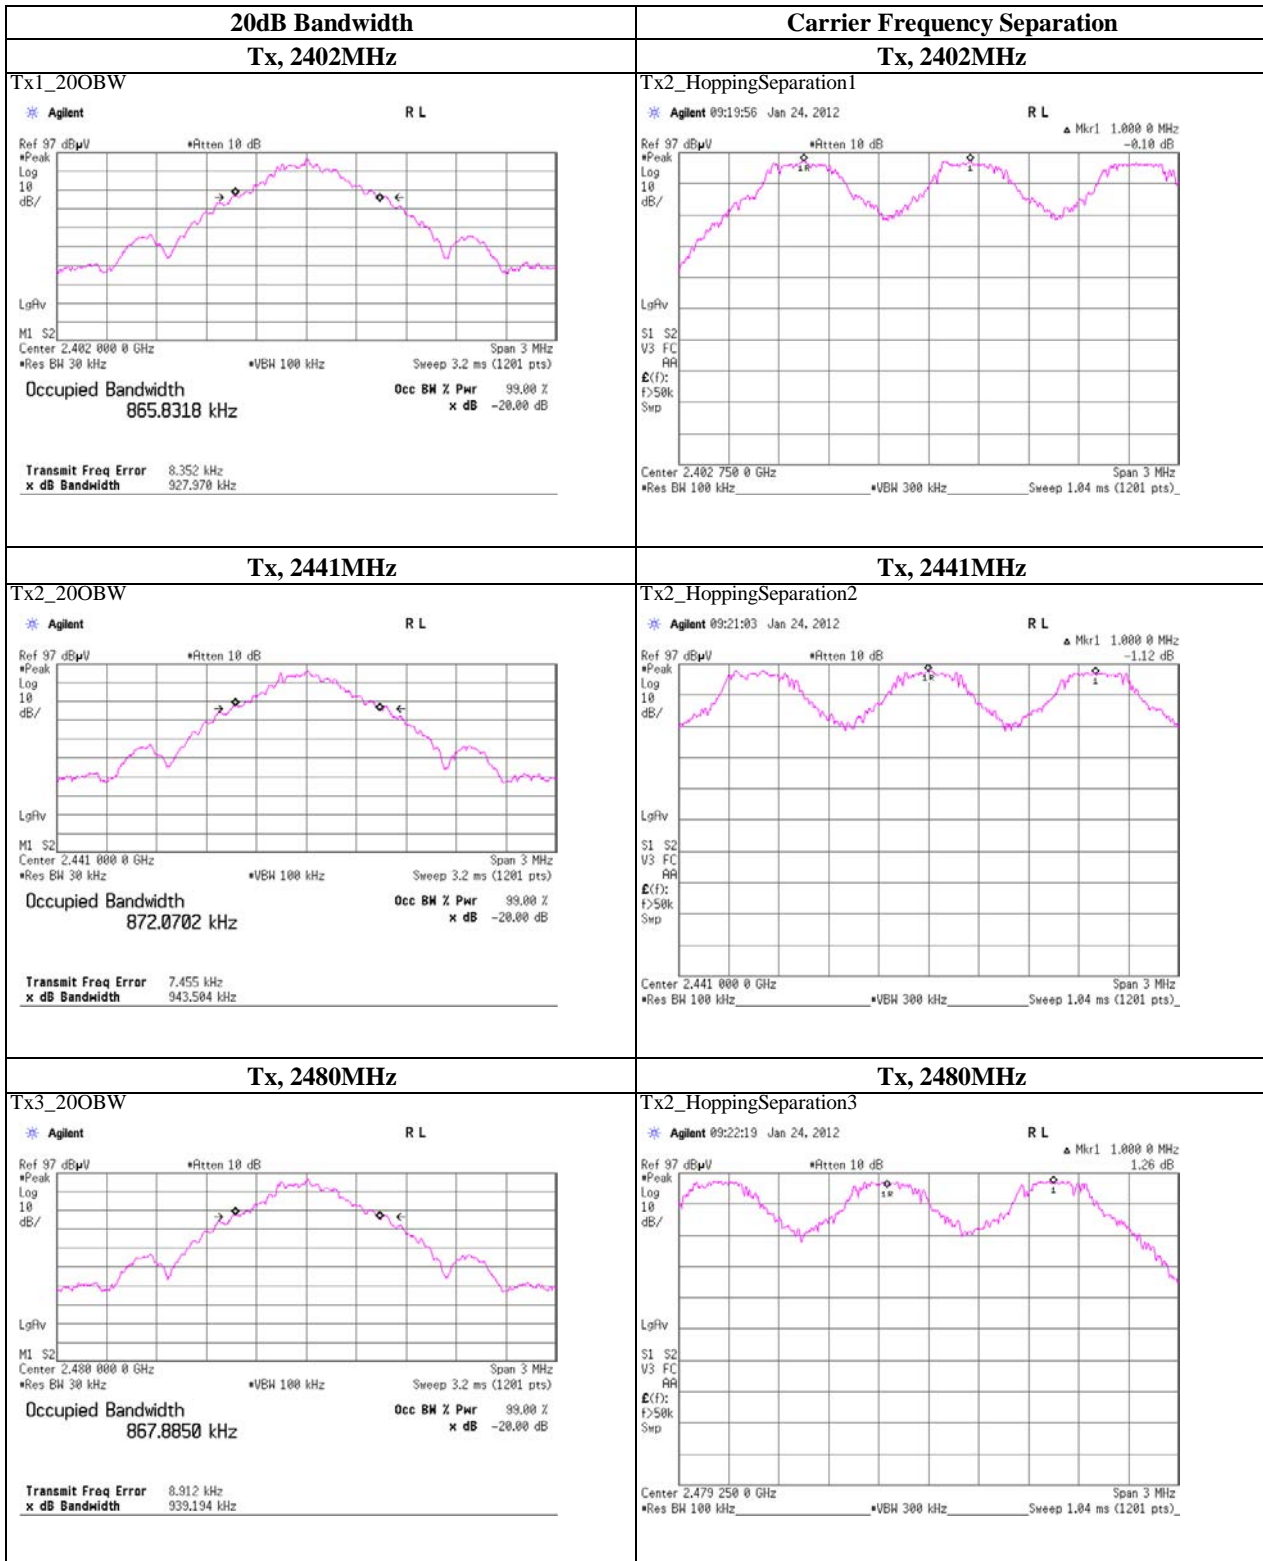 20dB Bandwidth
Carrier Frequency Separation
Tx, 2402MHz
Tx, 2402MHz
Tx1_20OBW
Agilent
R L
Ref 97 dBµV
#Atten 10 dB
#Peak
Log
10
dB/
LgAv
M1 S2
Center 2.402 000 0 GHz
Span 3 MHz
#Res BW 30 kHz
#VBW 100 kHz
Sweep 3.2 ms (1201 pts)
Occupied Bandwidth
865.8318 kHz
Occ BW % Pwr 99.00 %
x dB -20.00 dB
Transmit Freq Error 8.352 kHz
x dB Bandwidth 927.970 kHz
Tx2_HoppingSeparation1
Agilent 09:19:56 Jan 24, 2012
R L
Δ Mkr1 1.000 0 MHz
Ref 97 dBµV
#Atten 10 dB
-0.10 dB
#Peak
Log
10
dB/
1R
1
LgAv
S1 S2
V3 FC
AA
£(f):
f>50k
Swp
Center 2.402 750 0 GHz
Span 3 MHz
#Res BW 100 kHz
#VBW 300 kHz
Sweep 1.04 ms (1201 pts)
Tx, 2441MHz
Tx, 2441MHz
Tx2_20OBW
Agilent
R L
Ref 97 dBµV
#Atten 10 dB
#Peak
Log
10
dB/
LgAv
M1 S2
Center 2.441 000 0 GHz
Span 3 MHz
#Res BW 30 kHz
#VBW 100 kHz
Sweep 3.2 ms (1201 pts)
Occupied Bandwidth
872.0702 kHz
Occ BW % Pwr 99.00 %
x dB -20.00 dB
Transmit Freq Error 7.455 kHz
x dB Bandwidth 943.504 kHz
Tx2_HoppingSeparation2
Agilent 09:21:03 Jan 24, 2012
R L
Δ Mkr1 1.000 0 MHz
Ref 97 dBµV
#Atten 10 dB
-1.12 dB
#Peak
Log
10
dB/
1R
1
LgAv
S1 S2
V3 FC
AA
£(f):
f>50k
Swp
Center 2.441 000 0 GHz
Span 3 MHz
#Res BW 100 kHz
#VBW 300 kHz
Sweep 1.04 ms (1201 pts)
Tx, 2480MHz
Tx, 2480MHz
Tx3_20OBW
Agilent
R L
Ref 97 dBµV
#Atten 10 dB
#Peak
Log
10
dB/
LgAv
M1 S2
Center 2.480 000 0 GHz
Span 3 MHz
#Res BW 30 kHz
#VBW 100 kHz
Sweep 3.2 ms (1201 pts)
Occupied Bandwidth
867.8850 kHz
Occ BW % Pwr 99.00 %
x dB -20.00 dB
Transmit Freq Error 8.912 kHz
x dB Bandwidth 939.194 kHz
Tx2_HoppingSeparation3
Agilent 09:22:19 Jan 24, 2012
R L
Δ Mkr1 1.000 0 MHz
Ref 97 dBµV
#Atten 10 dB
1.26 dB
#Peak
Log
10
dB/
1R
1
LgAv
S1 S2
V3 FC
AA
£(f):
f>50k
Swp
Center 2.479 250 0 GHz
Span 3 MHz
#Res BW 100 kHz
#VBW 300 kHz
Sweep 1.04 ms (1201 pts)